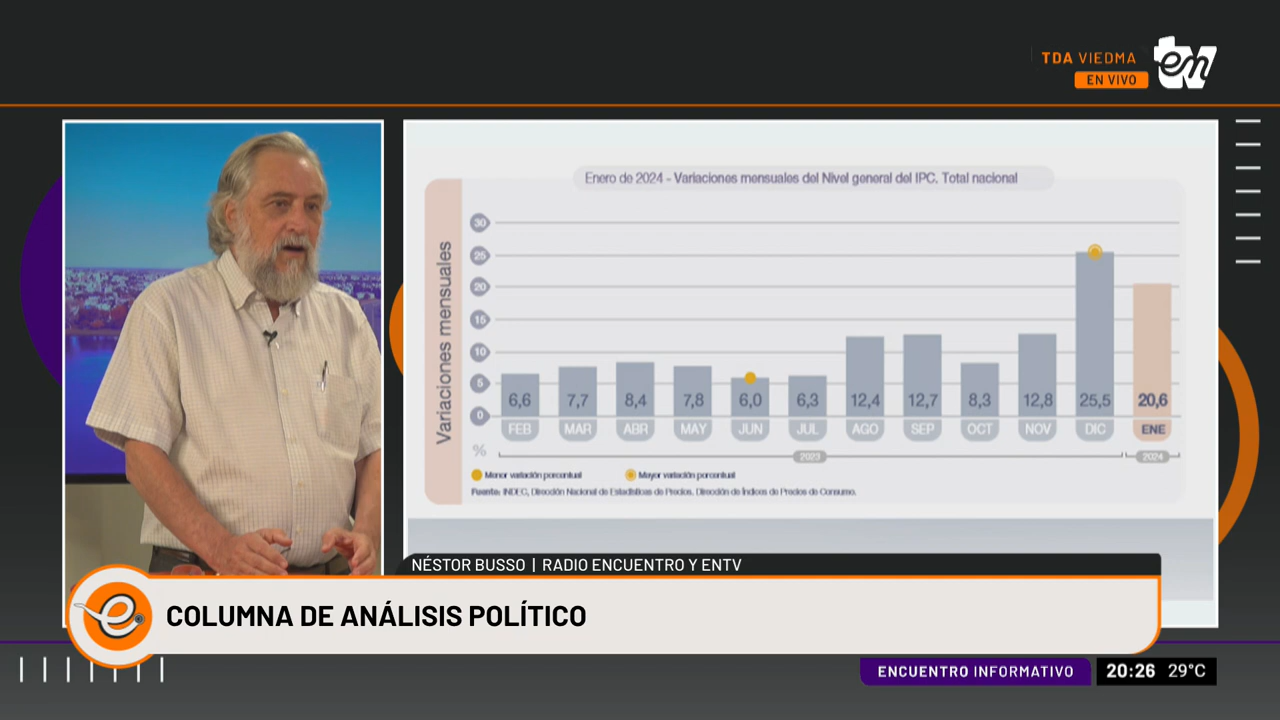 TDA VIEDMA
EN VIVO
en
Enero de 2024 - Variaciones mensuales del Nivel general del IPC. Total nacional
Variaciones mensuales
30
25
20
15
10
5
0
%
6,6 7,7 8,4 7,8 6,0 6,3 12,4 12,7 8,3 12,8 25,5 20,6
FEB MAR ABR MAY JUN JUL AGO SEP OCT NOV DIC ENE
2023 2024
Menor variación porcentual Mayor variación porcentual
Fuente: INDEC, Dirección Nacional de Estadísticas de Precios. Dirección de Índices de Precios de Consumo.
NÉSTOR BUSSO | RADIO ENCUENTRO Y ENTV
e COLUMNA DE ANÁLISIS POLÍTICO
ENCUENTRO INFORMATIVO 20:26 29°C